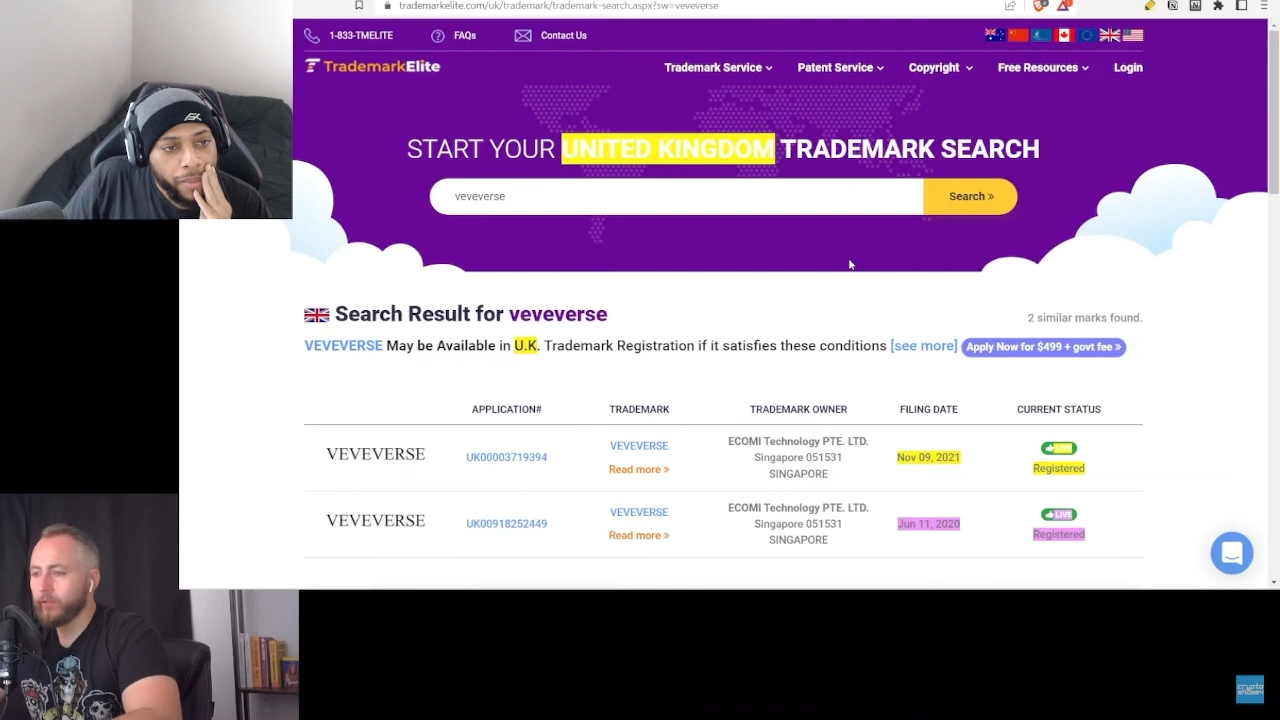 trademarkelite.com/uk/trademark/trademark-search.aspx?sw=veveverse
1-833-TMELITE FAQs Contact Us
TrademarkElite Trademark Service Patent Service Copyright Free Resources Login
START YOUR UNITED KINGDOM TRADEMARK SEARCH
veveverse Search »
Search Result for veveverse
2 similar marks found.
VEVEVERSE May be Available in U.K. Trademark Registration if it satisfies these conditions [see more] Apply Now for $499 + govt fee »
APPLICATION# TRADEMARK TRADEMARK OWNER FILING DATE CURRENT STATUS
VEVEVERSE UK00003719394 VEVEVERSE Read more » ECOMI Technology PTE. LTD. Nov 09, 2021 LIVE
Singapore 051531 Registered
SINGAPORE
VEVEVERSE UK00918252449 VEVEVERSE Read more » ECOMI Technology PTE. LTD. Jun 11, 2020 LIVE
Singapore 051531 Registered
SINGAPORE
crypto